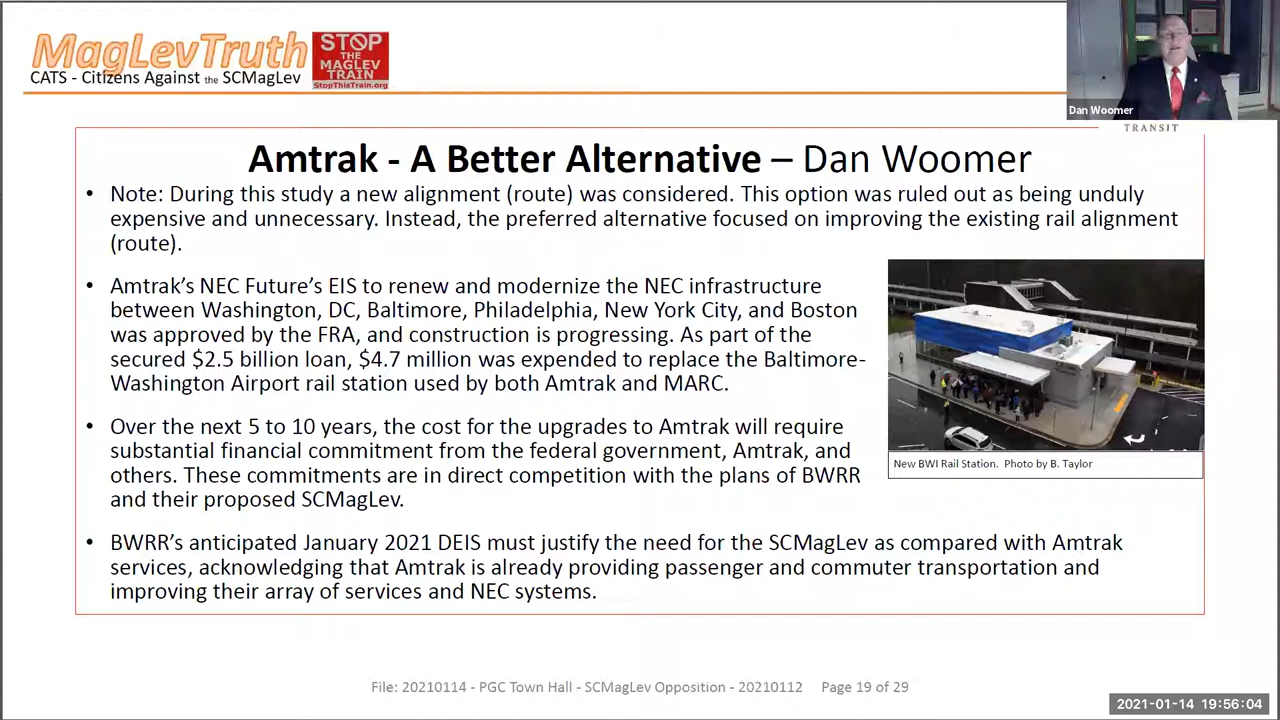 MagLevTruth
CATS - Citizens Against the SCMagLev
STOP
THE
MAGLEV
TRAIN
StopThisTrain.org
Dan Woomer
TRANSIT
Amtrak - A Better Alternative – Dan Woomer
• Note: During this study a new alignment (route) was considered. This option was ruled out as being unduly
expensive and unnecessary. Instead, the preferred alternative focused on improving the existing rail alignment
(route).
• Amtrak's NEC Future's EIS to renew and modernize the NEC infrastructure
between Washington, DC, Baltimore, Philadelphia, New York City, and Boston
was approved by the FRA, and construction is progressing. As part of the
secured $2.5 billion loan, $4.7 million was expended to replace the Baltimore-
Washington Airport rail station used by both Amtrak and MARC.
• Over the next 5 to 10 years, the cost for the upgrades to Amtrak will require
substantial financial commitment from the federal government, Amtrak, and
others. These commitments are in direct competition with the plans of BWRR
and their proposed SCMagLev.
New BWI Rail Station. Photo by B. Taylor
• BWRR's anticipated January 2021 DEIS must justify the need for the SCMagLev as compared with Amtrak
services, acknowledging that Amtrak is already providing passenger and commuter transportation and
improving their array of services and NEC systems.
File: 20210114 - PGC Town Hall - SCMagLev Opposition - 20210112 Page 19 of 29
2021-01-14 19:56:04